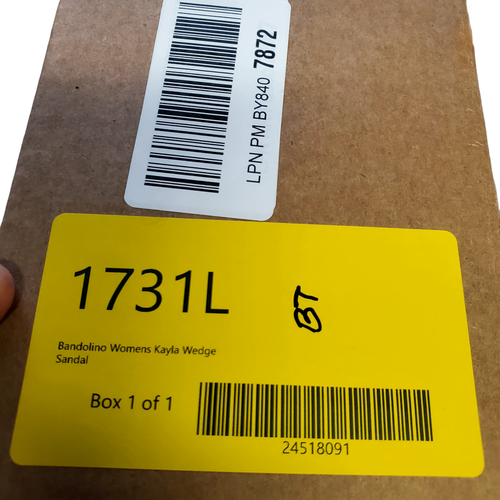 LPN PM BY840 7872
1731L
BT
Bandolino Womens Kayla Wedge
Sandal
Box 1 of 1
24518091